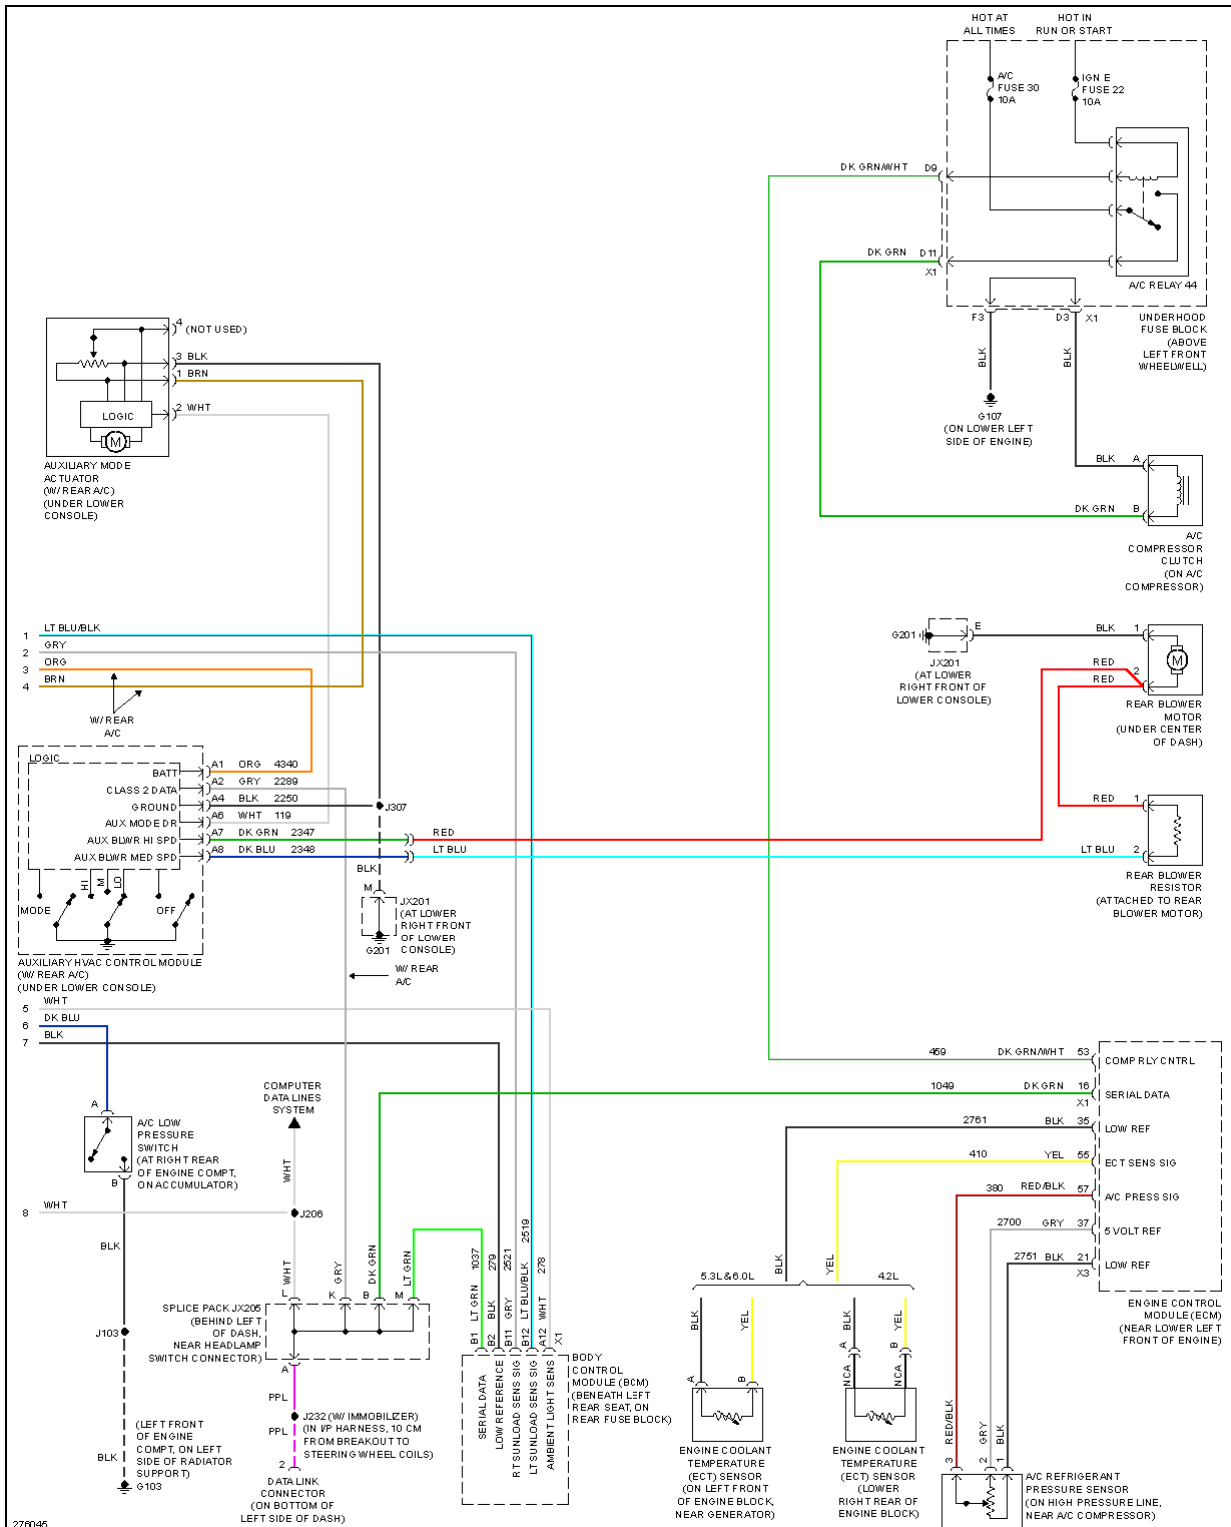 HOT AT
ALL TIMES
HOT IN
RUN OR START
A/C
FUSE 30
10A
IGN E
FUSE 22
10A
DK GRN/WHT D9
DK GRN D11
X1
A/C RELAY 44
F3 D3 X1
UNDERHOOD
FUSE BLOCK
(ABOVE
LEFT FRONT
WHEELWELL)
BLK
BLK
G107
(ON LOWER LEFT
SIDE OF ENGINE)
4 (NOT USED)
3 BLK
1 BRN
2 WHT
LOGIC
M
AUXILIARY MODE
ACTUATOR
(W/ REAR A/C)
(UNDER LOWER
CONSOLE)
BLK A
DK GRN B
A/C
COMPRESSOR
CLUTCH
(ON A/C
COMPRESSOR)
1 LT BLU/BLK
2 GRY
3 ORG
4 BRN
W/ REAR
A/C
G201
E
JX201
(AT LOWER
RIGHT FRONT OF
LOWER CONSOLE)
BLK 1
RED 2
RED
M
REAR BLOWER
MOTOR
(UNDER CENTER
OF DASH)
LOGIC
BATT A1 ORG 4340
CLASS 2 DATA A2 GRY 2289
GROUND A4 BLK 2250
AUX MODE DR A6 WHT 119
AUX BLWR HI SPD A7 DK GRN 2347 RED
AUX BLWR MED SPD A8 DK BLU 2348 LT BLU
J307
RED 1
LT BLU 2
REAR BLOWER
RESISTOR
(ATTACHED TO REAR
BLOWER MOTOR)
MODE
HI
M
LO
OFF
AUXILIARY HVAC CONTROL MODULE
(W/ REAR A/C)
(UNDER LOWER CONSOLE)
BLK
M
JX201
(AT LOWER
RIGHT FRONT
OF LOWER
CONSOLE)
G201
W/ REAR
A/C
5 WHT
6 DK BLU
7 BLK
459 DK GRN/WHT 53 COMP RLY CNTRL
1049 DK GRN 16 SERIAL DATA
X1
2761 BLK 35 LOW REF
410 YEL 55 ECT SENS SIG
380 RED/BLK 57 A/C PRESS SIG
2700 GRY 37 5 VOLT REF
2751 BLK 21 LOW REF
X3
ENGINE CONTROL
MODULE (ECM)
(NEAR LOWER LEFT
FRONT OF ENGINE)
A
A/C LOW
PRESSURE
SWITCH
(AT RIGHT REAR
OF ENGINE COMPT,
ON ACCUMULATOR)
B
8 WHT
BLK
J103
BLK
(LEFT FRONT
OF ENGINE
COMPT, ON LEFT
SIDE OF RADIATOR
SUPPORT)
G103
COMPUTER
DATA LINES
SYSTEM
WHT
J206
WHT
GRY
DK GRN
LT GRN
L K B M
SPLICE PACK JX205
(BEHIND LEFT
OF DASH,
NEAR HEADLAMP
SWITCH CONNECTOR)
A
PPL
J232 (W/ IMMOBILIZER)
(IN I/P HARNESS, 10 CM
FROM BREAKOUT TO
STEERING WHEEL COILS)
PPL
2
DATA LINK
CONNECTOR
(ON BOTTOM OF
LEFT SIDE OF DASH)
B1 LT GRN 1037
B2 BLK 279
B11 GRY 2521
B12 LT BLU/BLK 2519
A12 WHT 278
X1
SERIAL DATA
LOW REFERENCE
RT SUNLOAD SENS SIG
LT SUNLOAD SENS SIG
AMBIENT LIGHT SENS
BODY
CONTROL
MODULE (BCM)
(BENEATH LEFT
REAR SEAT, ON
REAR FUSE BLOCK)
BLK
YEL
5.3L & 6.0L
4.2L
BLK
YEL
BLK
YEL
A
B
A
B
NCA
NCA
ENGINE COOLANT
TEMPERATURE
(ECT) SENSOR
(ON LEFT FRONT
OF ENGINE BLOCK,
NEAR GENERATOR)
ENGINE COOLANT
TEMPERATURE
(ECT) SENSOR
(LOWER
RIGHT REAR OF
ENGINE BLOCK)
RED/BLK
GRY
BLK
3
2
1
A/C REFRIGERANT
PRESSURE SENSOR
(ON HIGH PRESSURE LINE,
NEAR A/C COMPRESSOR)
276045